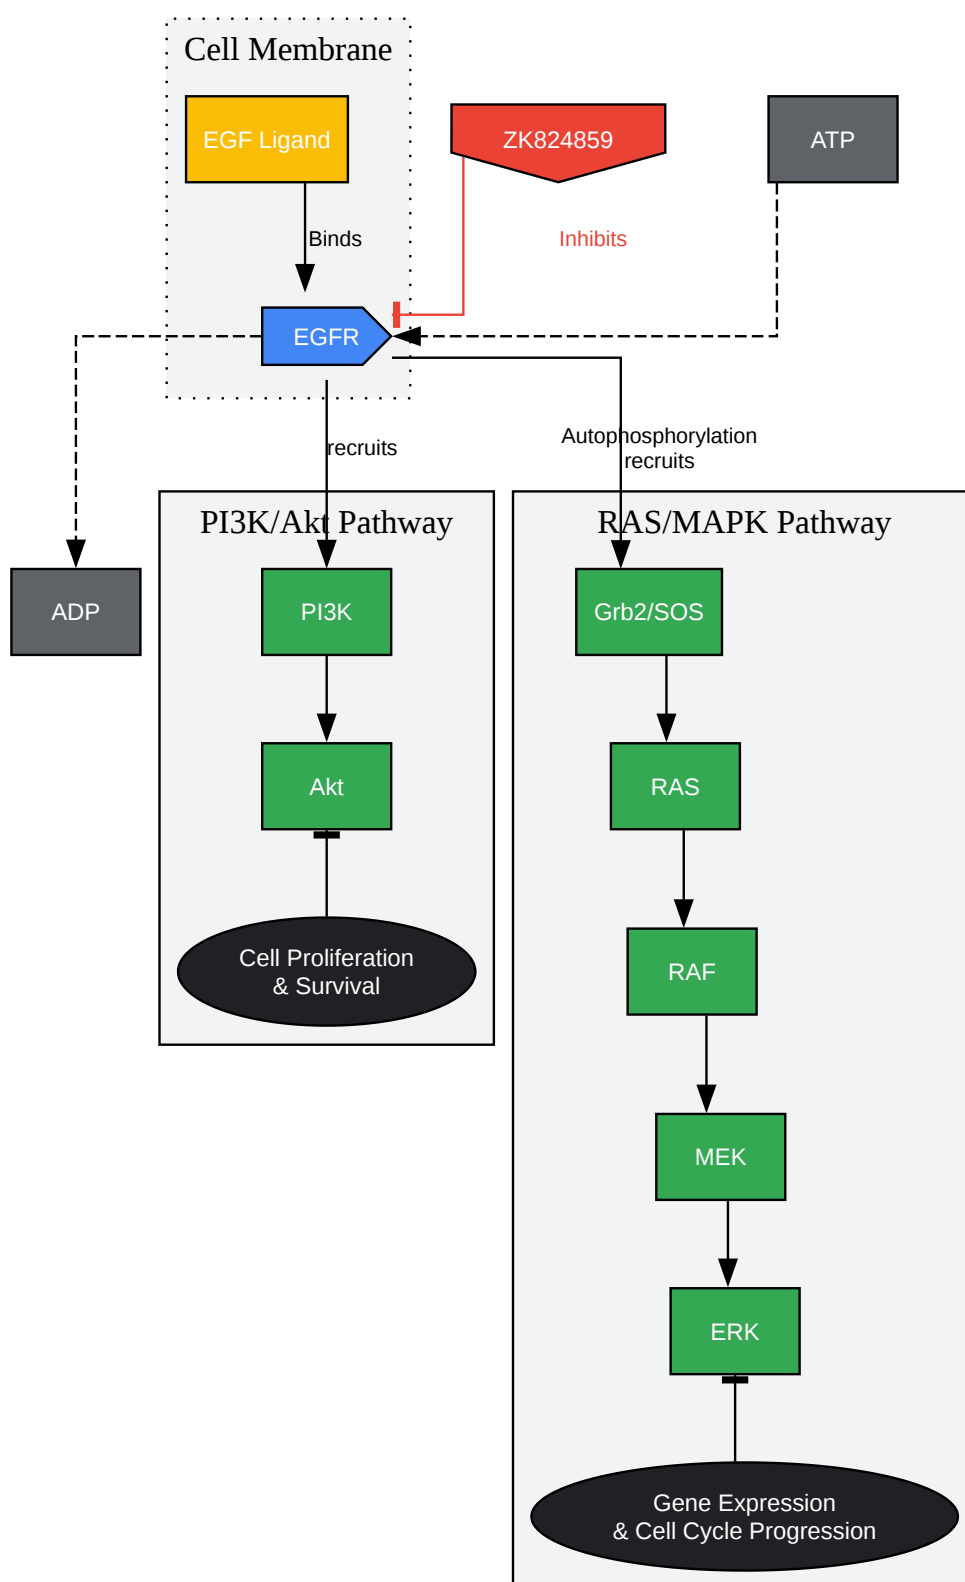 Cell Membrane
EGF Ligand
ZK824859
ATP
Binds
Inhibits
EGFR
recruits
Autophosphorylation
recruits
PI3K/Akt Pathway
RAS/MAPK Pathway
ADP
PI3K
Grb2/SOS
Akt
RAS
Cell Proliferation
& Survival
RAF
MEK
ERK
Gene Expression
& Cell Cycle Progression